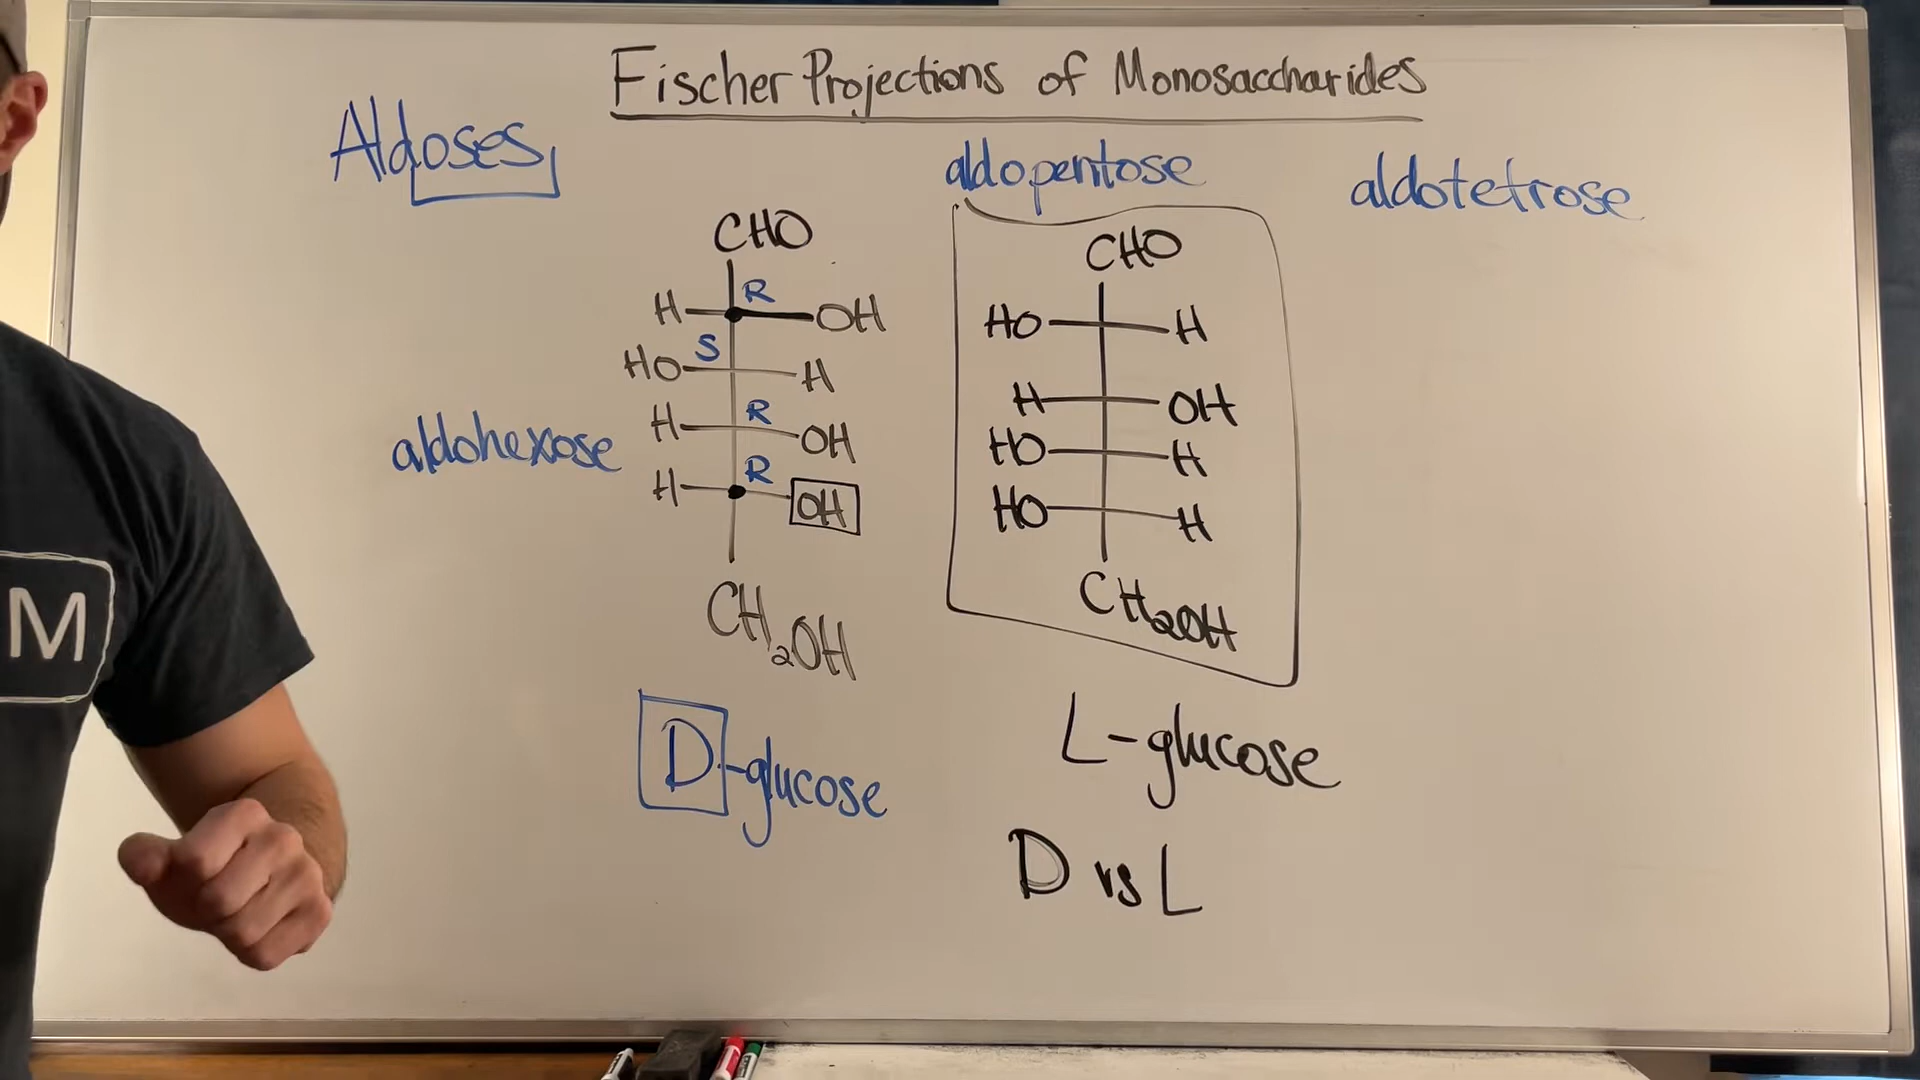 Fischer Projections of Monosaccharides
Aldoses
aldopentose
aldotetrose
aldohexose
CHO
R
H OH
S
HO H
R
H OH
R
H OH
CH2OH
D-glucose
CHO
HO H
H OH
HO H
HO H
CH2OH
L-glucose
D vs L
M